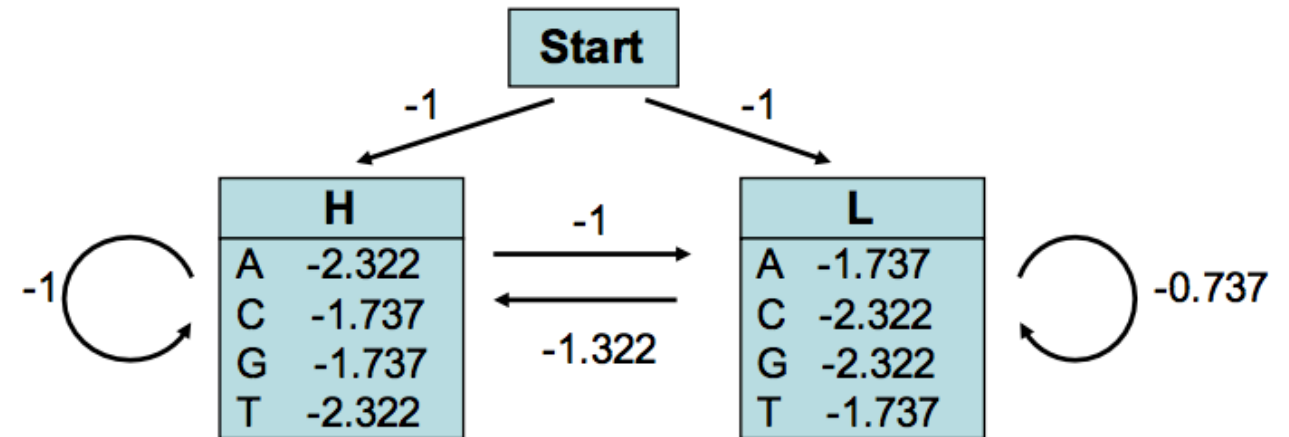 Start
-1 -1
H L
-1
A -2.322 A -1.737
-1 C -1.737 C -2.322 -0.737
G -1.737 G -2.322
-1.322
T -2.322 T -1.737